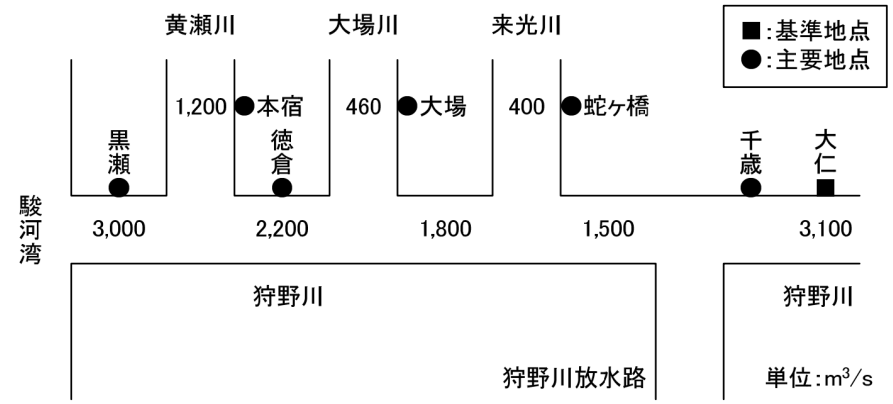 黄瀬川 大場川 来光川
■:基準地点
●:主要地点
1,200 本宿 460 大場 400 蛇ヶ橋
黒瀬 徳倉 千歳 大仁
駿河湾
3,000 2,200 1,800 1,500 3,100
狩野川 狩野川
狩野川放水路 単位:m³/s